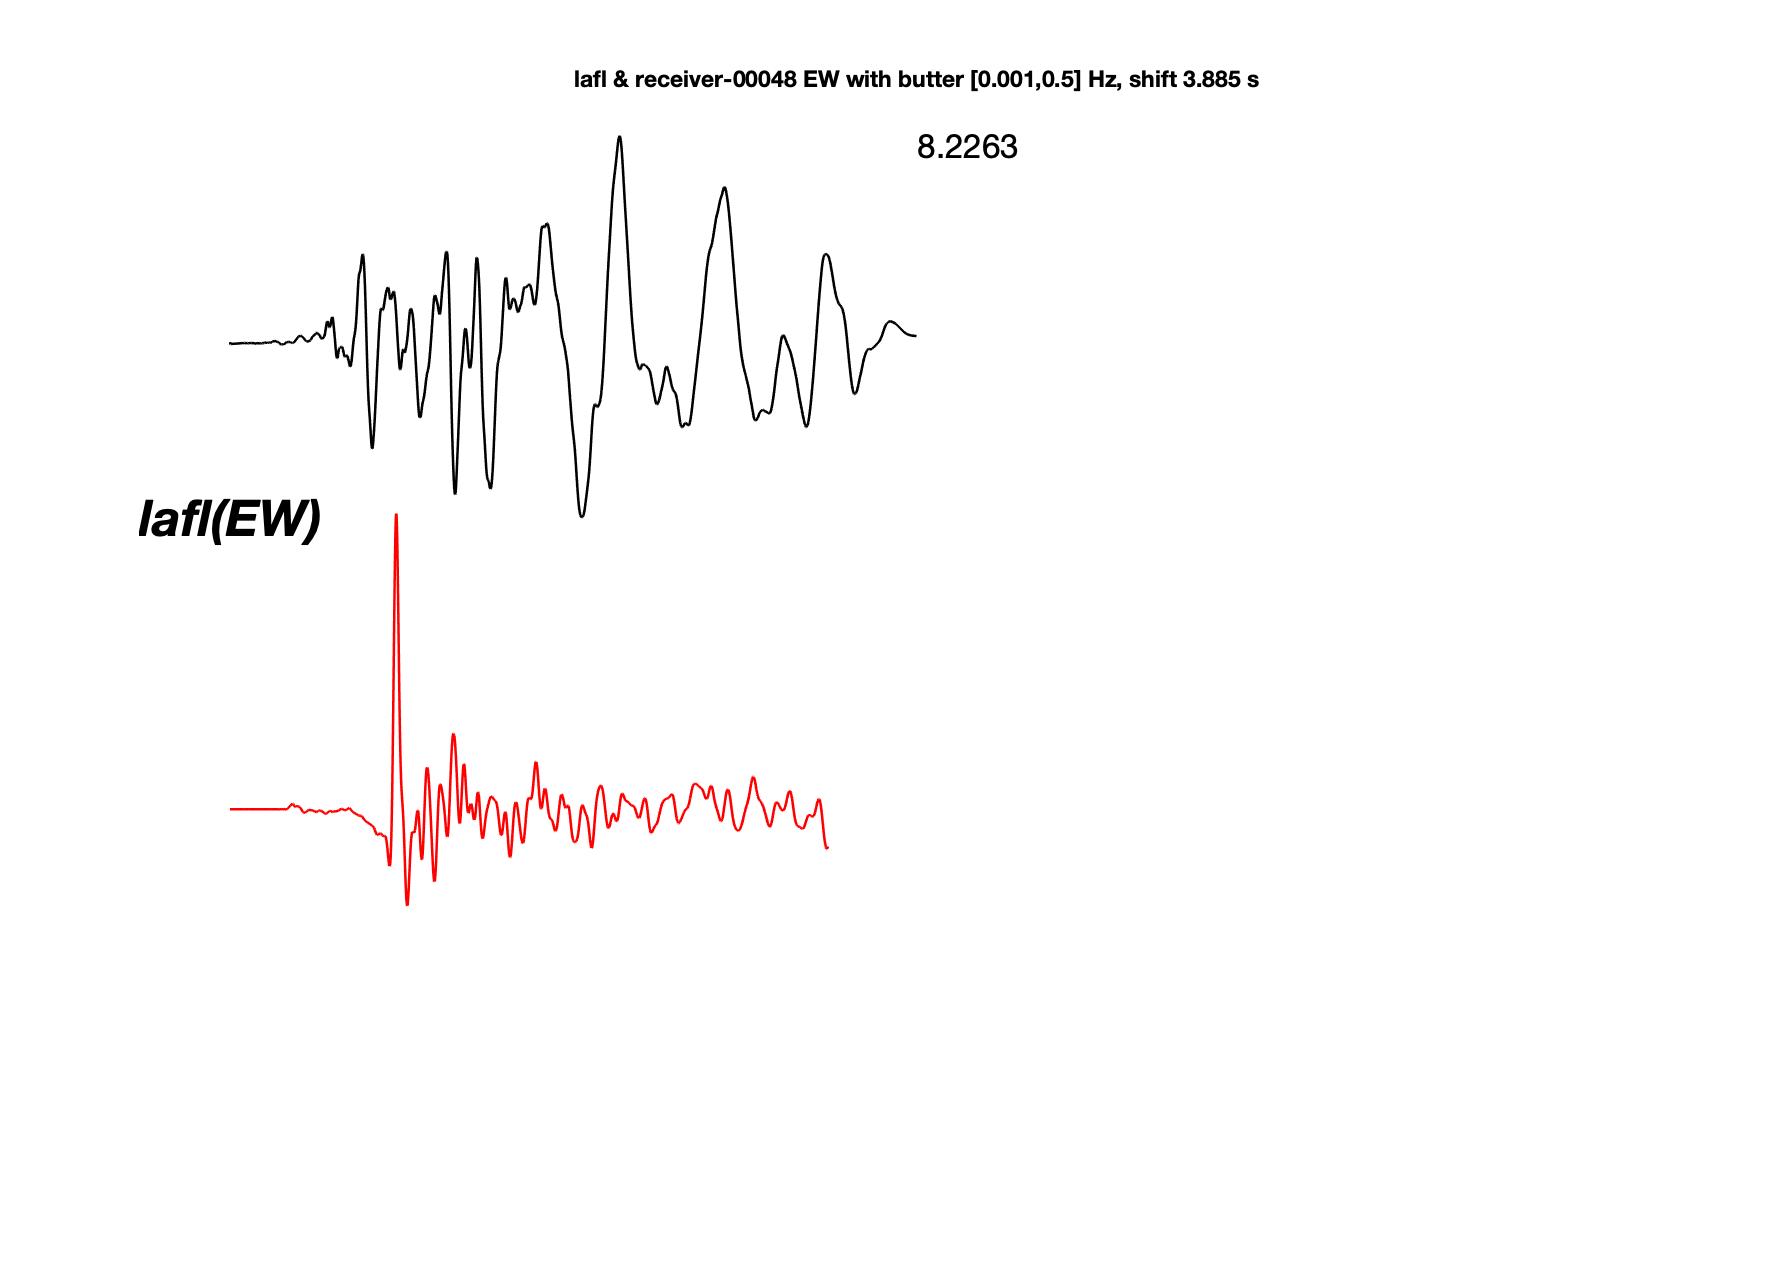 lafl & receiver-00048 EW with butter [0.001,0.5] Hz, shift 3.885 s
8.2263
lafl(EW)